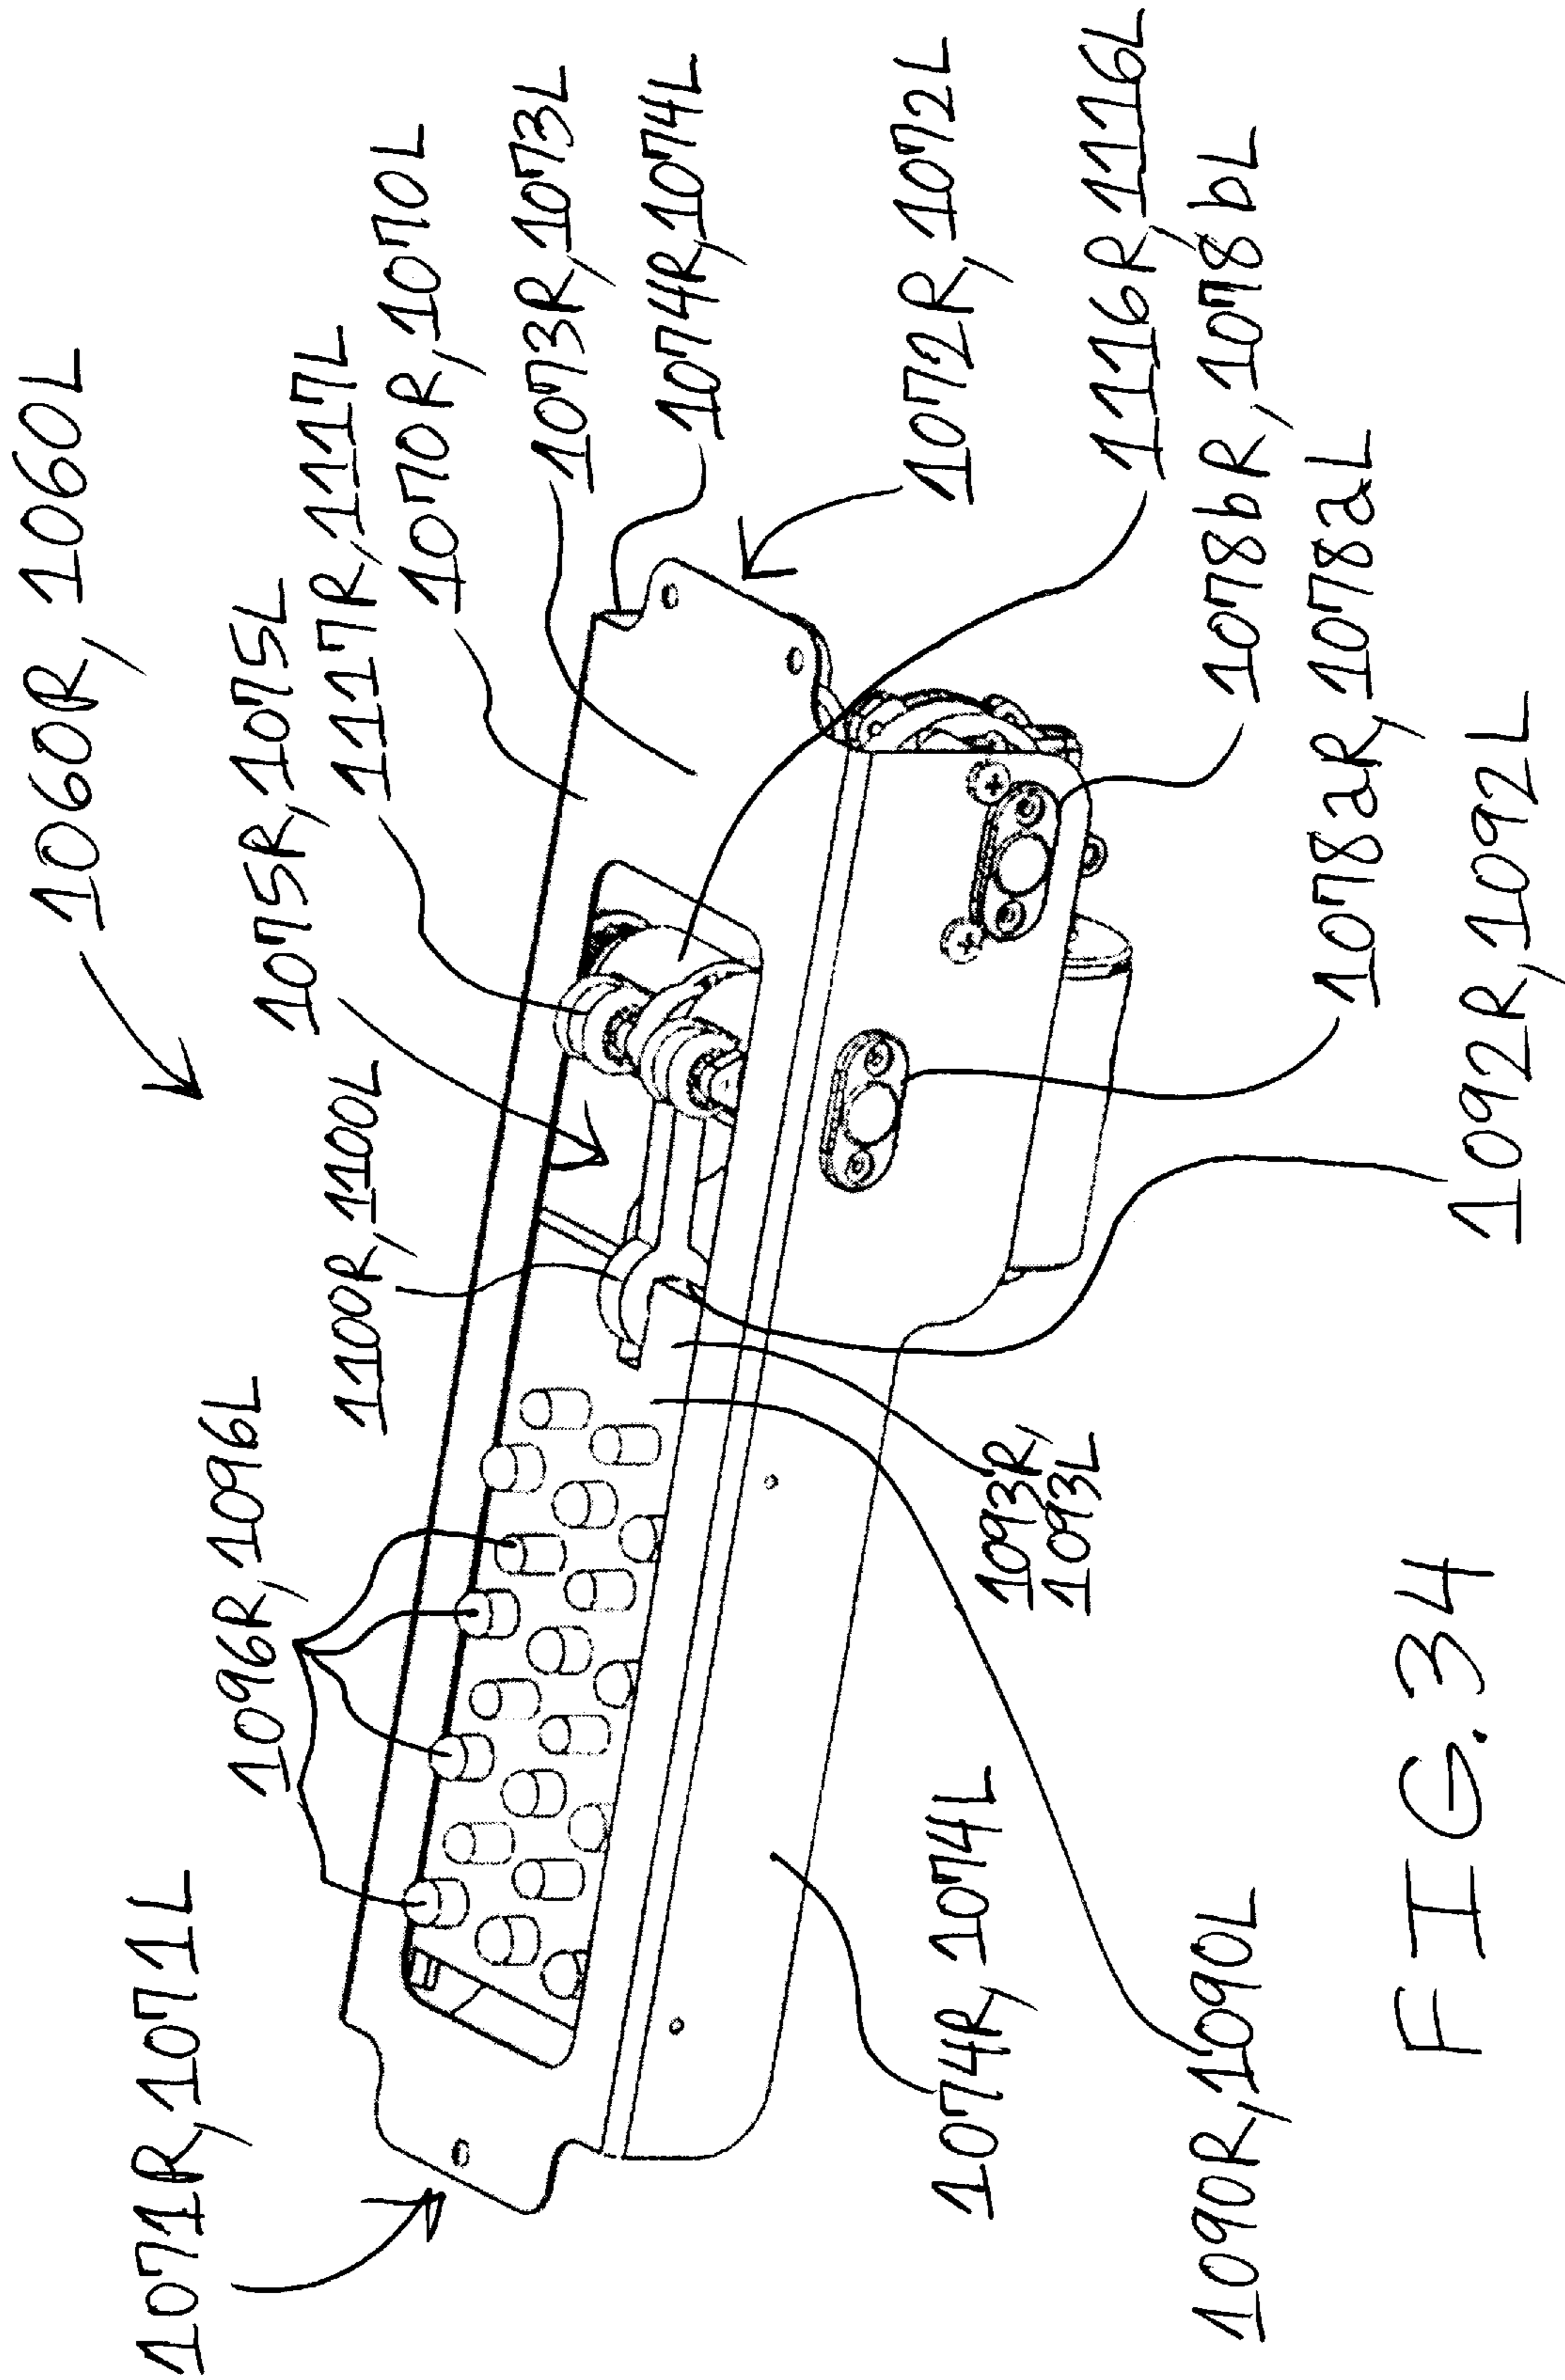 1060R, 1060L
1071R, 1071L
1096R, 1096L
1100R, 1100L
1075R, 1075L
1117R, 1117L
1070R, 1070L
1073R, 1073L
1074R, 1074L
1072R, 1072L
1116R, 1116L
1078bR, 1078bL
1078aR, 1078aL
1092R, 1092L
1093R,
1093L
1074R, 1074L
1090R, 1090L
FIG. 34